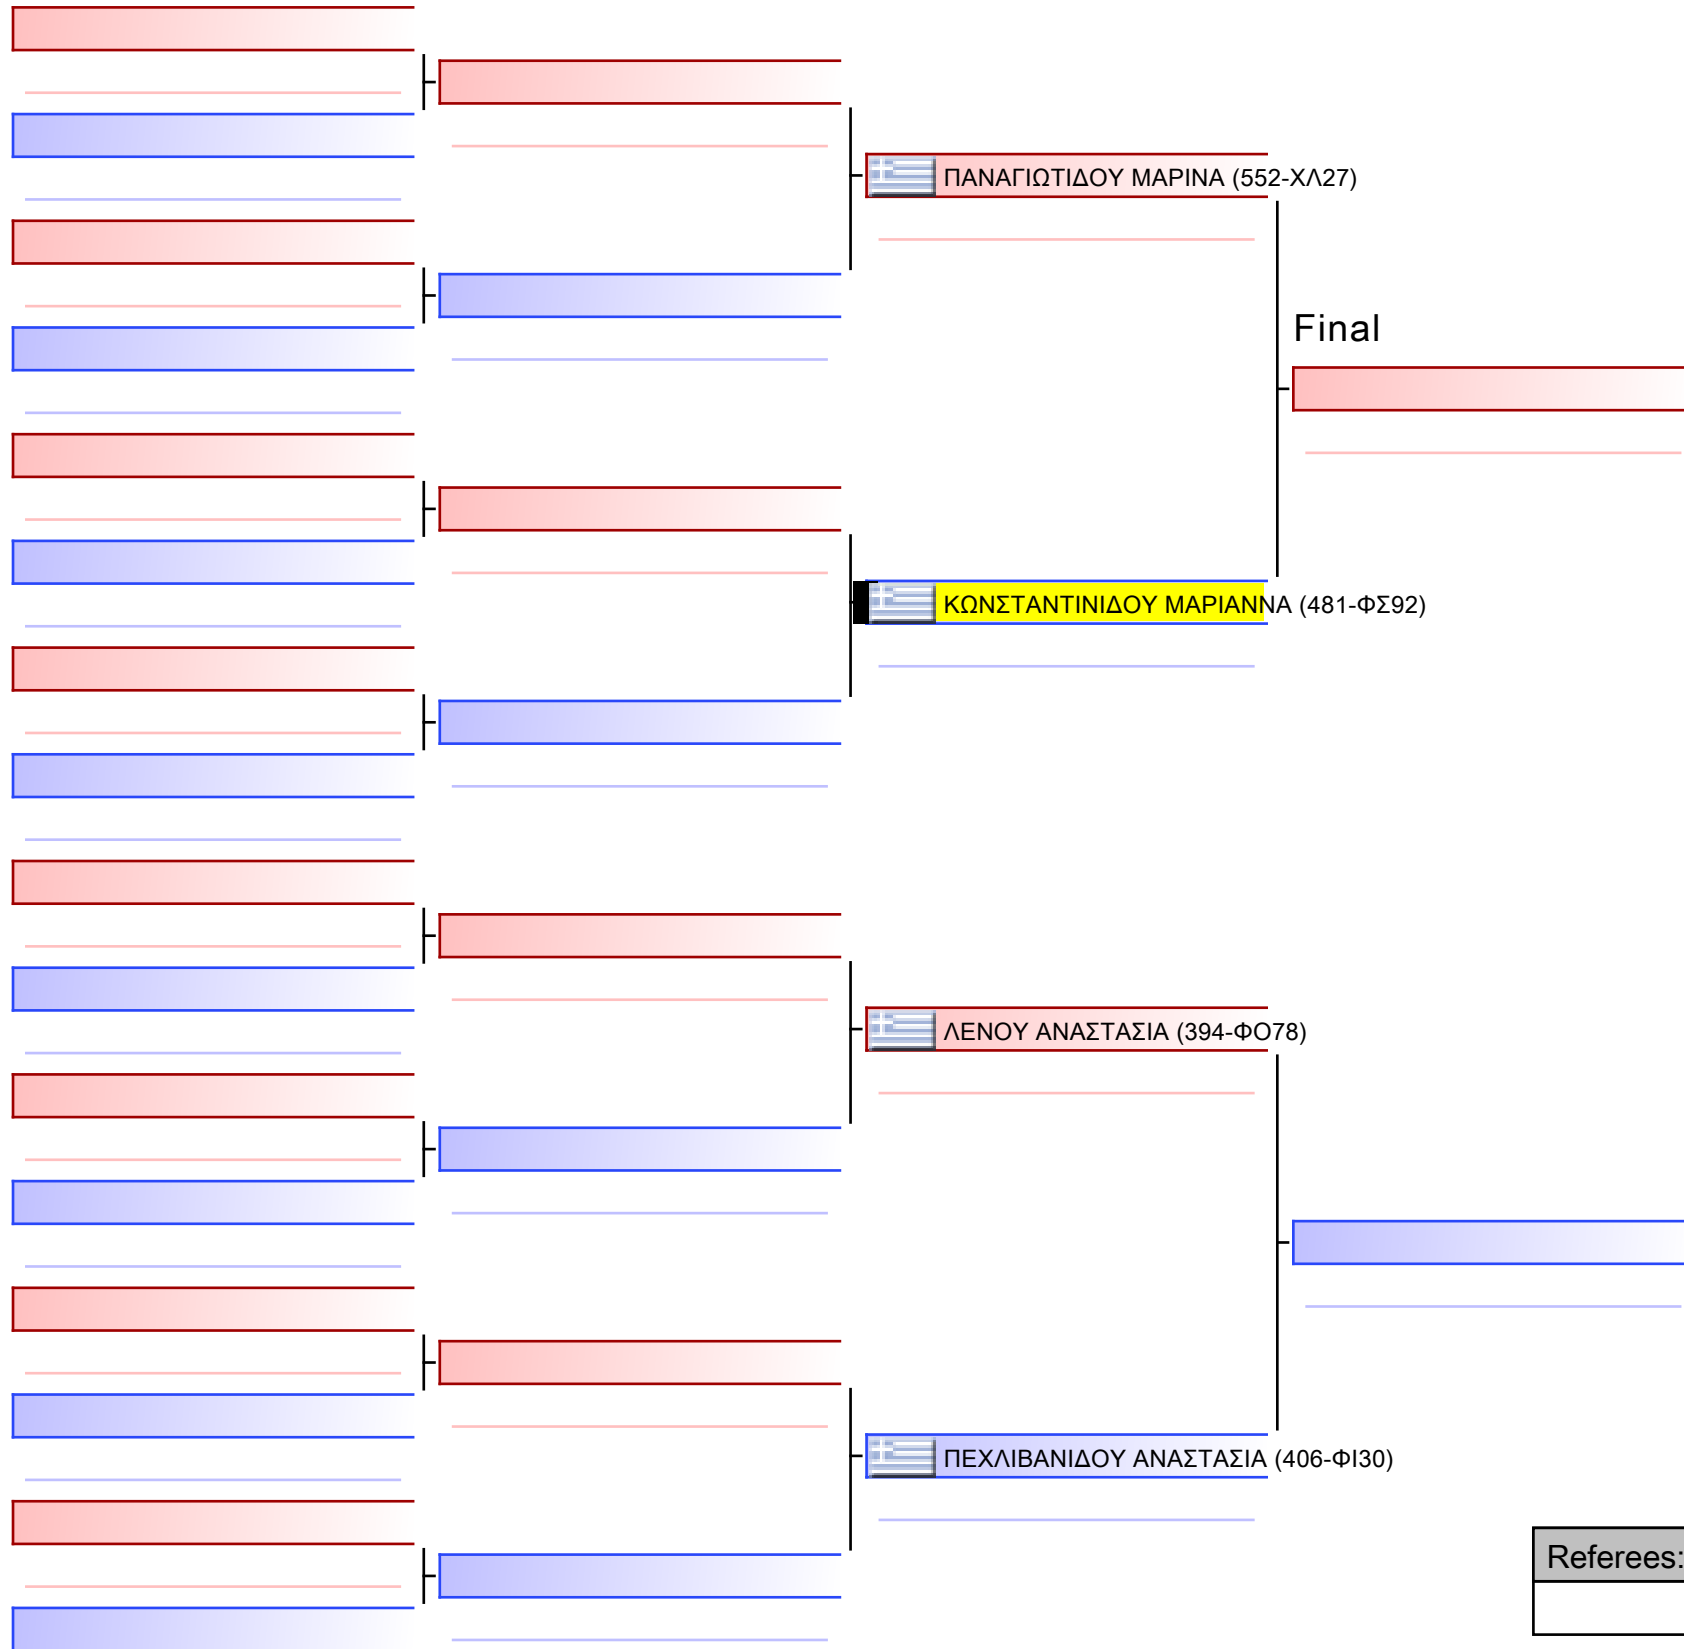 ΠΑΝΑΓΙΩΤΙΔΟΥ ΜΑΡΙΝΑ (552-ΧΛ27)
Final
ΚΩΝΣΤΑΝΤΙΝΙΔΟΥ ΜΑΡΙΑΝΝΑ (481-ΦΣ92)
ΛΕΝΟΥ ΑΝΑΣΤΑΣΙΑ (394-ΦΟ78)
ΠΕΧΛΙΒΑΝΙΔΟΥ ΑΝΑΣΤΑΣΙΑ (406-ΦΙ30)
Referees: